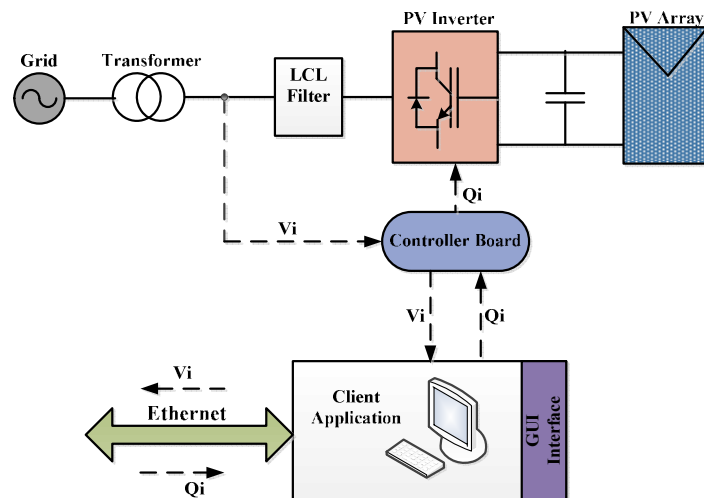 PV Inverter
PV Array
Grid
Transformer
LCL
Filter
Qi
Vi
Controller Board
Vi
Qi
Vi
Ethernet
Qi
Client
Application
GUI
Interface